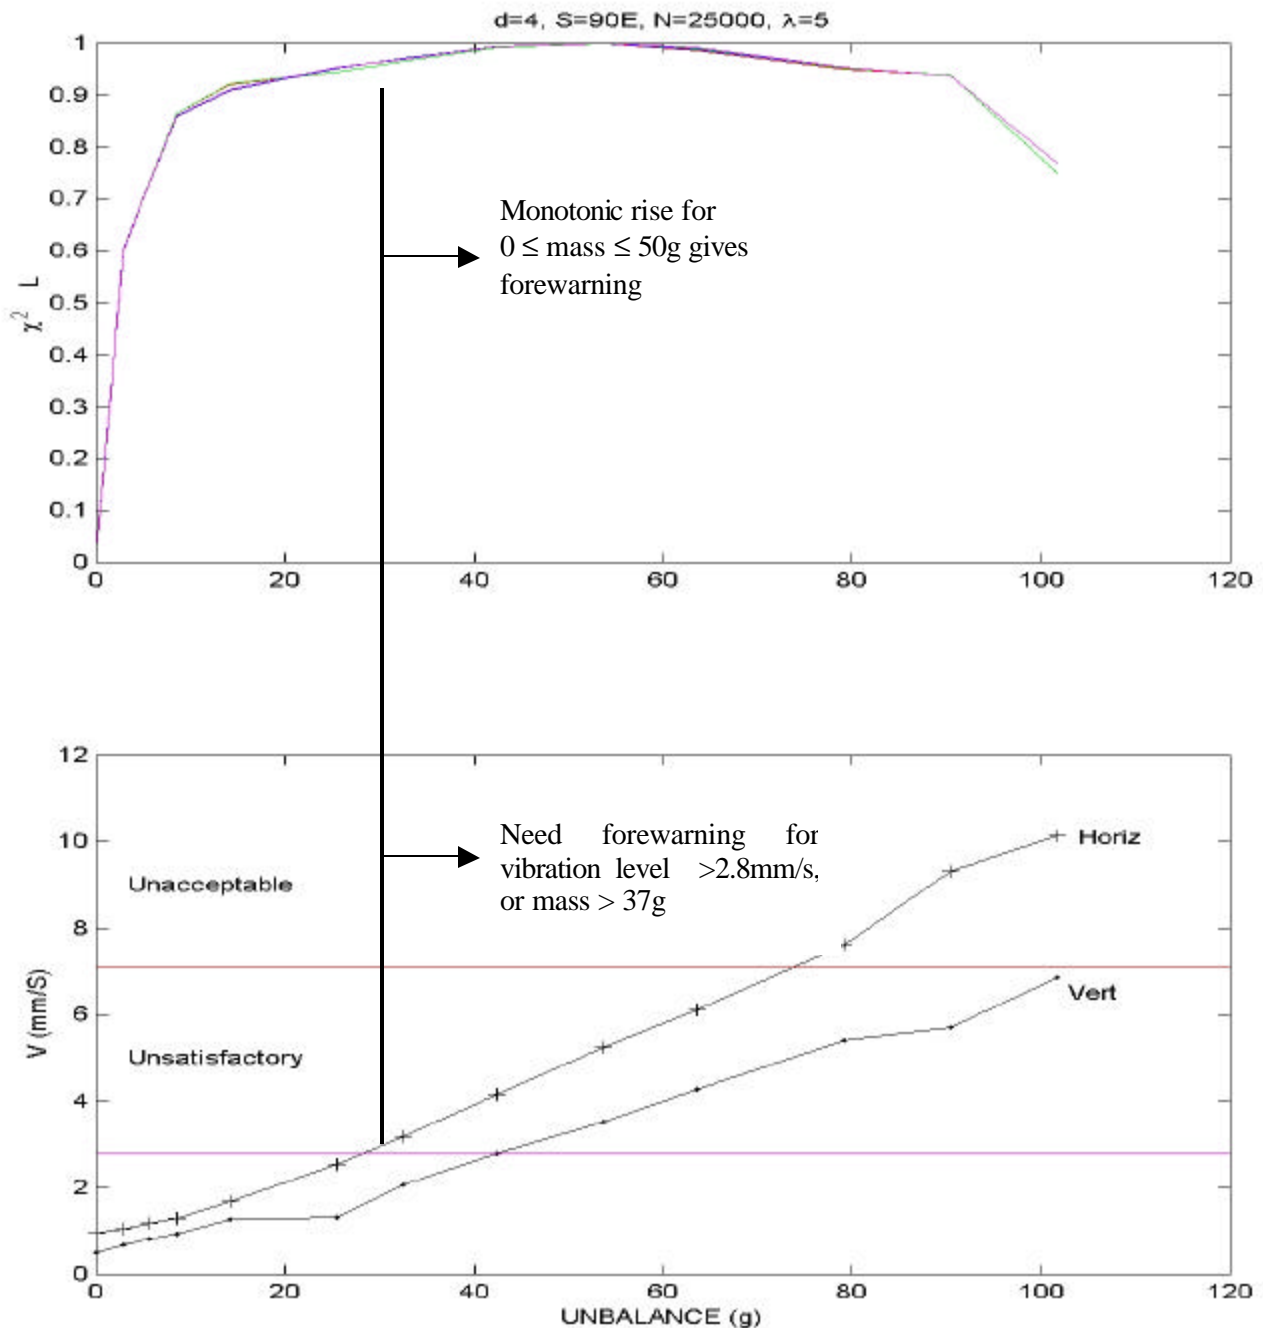 d=4, S=90E, N=25000, λ=5
1
0.9
0.8
0.7
0.6
0.5
0.4
0.3
0.2
0.1
0
χ² L
Monotonic rise for
0 ≤ mass ≤ 50g gives
forewarning
0 20 40 60 80 100 120
12
10
8
6
4
2
0
V (mm/S)
Need forewarning for
vibration level >2.8mm/s,
or mass > 37g
Unacceptable
Unsatisfactory
Horiz
Vert
0 20 40 60 80 100 120
UNBALANCE (g)